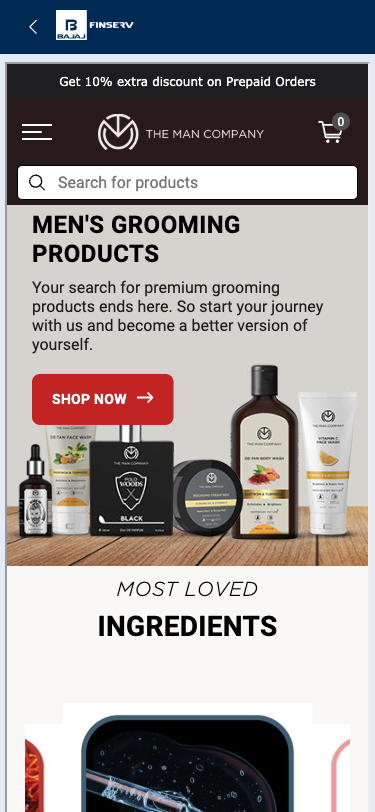 B
BAJAJ
FINSERV
Get 10% extra discount on Prepaid Orders
THE MAN COMPANY
0
Search for products
MEN'S GROOMING
PRODUCTS
Your search for premium grooming
products ends here. So start your journey
with us and become a better version of
yourself.
SHOP NOW →
THE MAN COMPANY
DE-TAN FACE WASH
THE MAN COMPANY
POLO
WOODS
BLACK
THE MAN COMPANY
DE-TAN BODY WASH
SAFFRON & TURMERIC
VITAMIN C
FACE WASH
MOST LOVED
INGREDIENTS